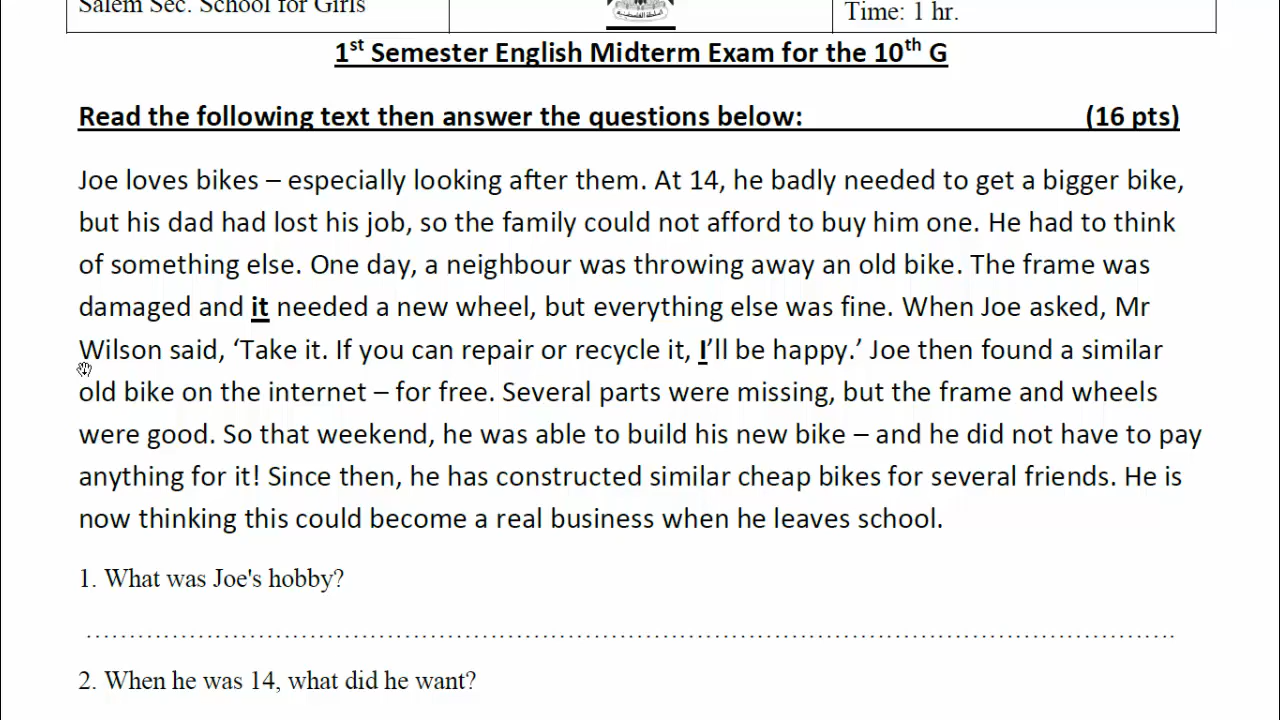 Salem Sec. School for Girls
Time: 1 hr.
1st Semester English Midterm Exam for the 10th G
Read the following text then answer the questions below: (16 pts)
Joe loves bikes – especially looking after them. At 14, he badly needed to get a bigger bike,
but his dad had lost his job, so the family could not afford to buy him one. He had to think
of something else. One day, a neighbour was throwing away an old bike. The frame was
damaged and it needed a new wheel, but everything else was fine. When Joe asked, Mr
Wilson said, ‘Take it. If you can repair or recycle it, I’ll be happy.’ Joe then found a similar
old bike on the internet – for free. Several parts were missing, but the frame and wheels
were good. So that weekend, he was able to build his new bike – and he did not have to pay
anything for it! Since then, he has constructed similar cheap bikes for several friends. He is
now thinking this could become a real business when he leaves school.
1. What was Joe's hobby?
2. When he was 14, what did he want?